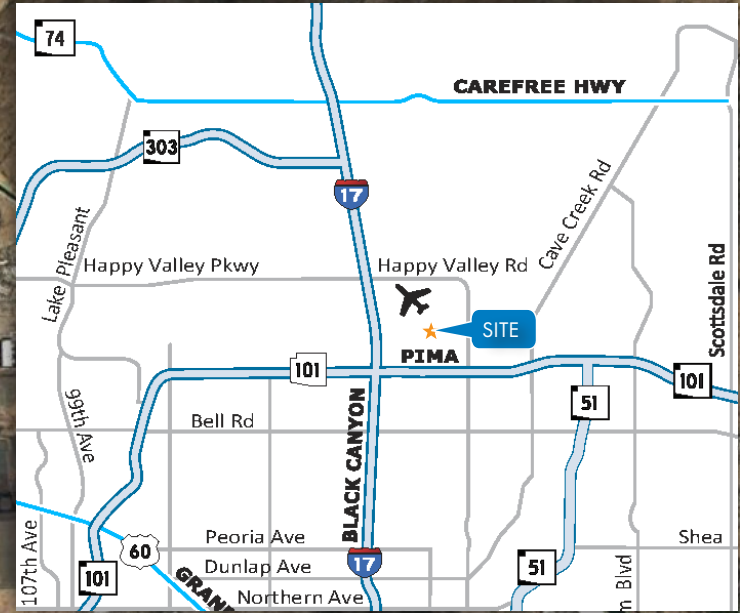 74
CAREFREE HWY
303
17
Cave Creek Rd
Lake Pleasant
Happy Valley Pkwy
Happy Valley Rd
Scottsdale Rd
SITE
PIMA
101
101
51
99th Ave
Bell Rd
BLACK CANYON
107th Ave
Peoria Ave
Shea
60
Dunlap Ave
17
51
101
GRAN
Northern Ave
Blvd